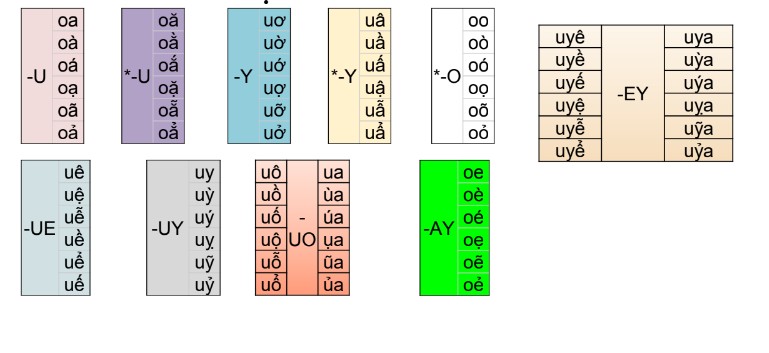 -U
oa
oà
oá
oạ
oã
oả
*-U
oă
oằ
oắ
oặ
oẵ
oẳ
-Y
uơ
uờ
uớ
uợ
uỡ
uở
*-Y
uâ
uầ
uấ
uậ
uẫ
uẩ
*-O
oo
oò
oó
oọ
oõ
oỏ
uyê
uyề
uyế
uyệ
uyễ
uyể
-EY
uya
uỳa
uýa
uỵa
uỹa
uỷa
-UE
uê
uệ
uễ
uề
uể
uế
-UY
uy
uỳ
uý
uỵ
uỹ
uỷ
uô
uồ
uố
uộ
uỗ
uổ
-
UO
ua
ùa
úa
ụa
ũa
ủa
-AY
oe
oè
oé
oẹ
oẽ
oẻ